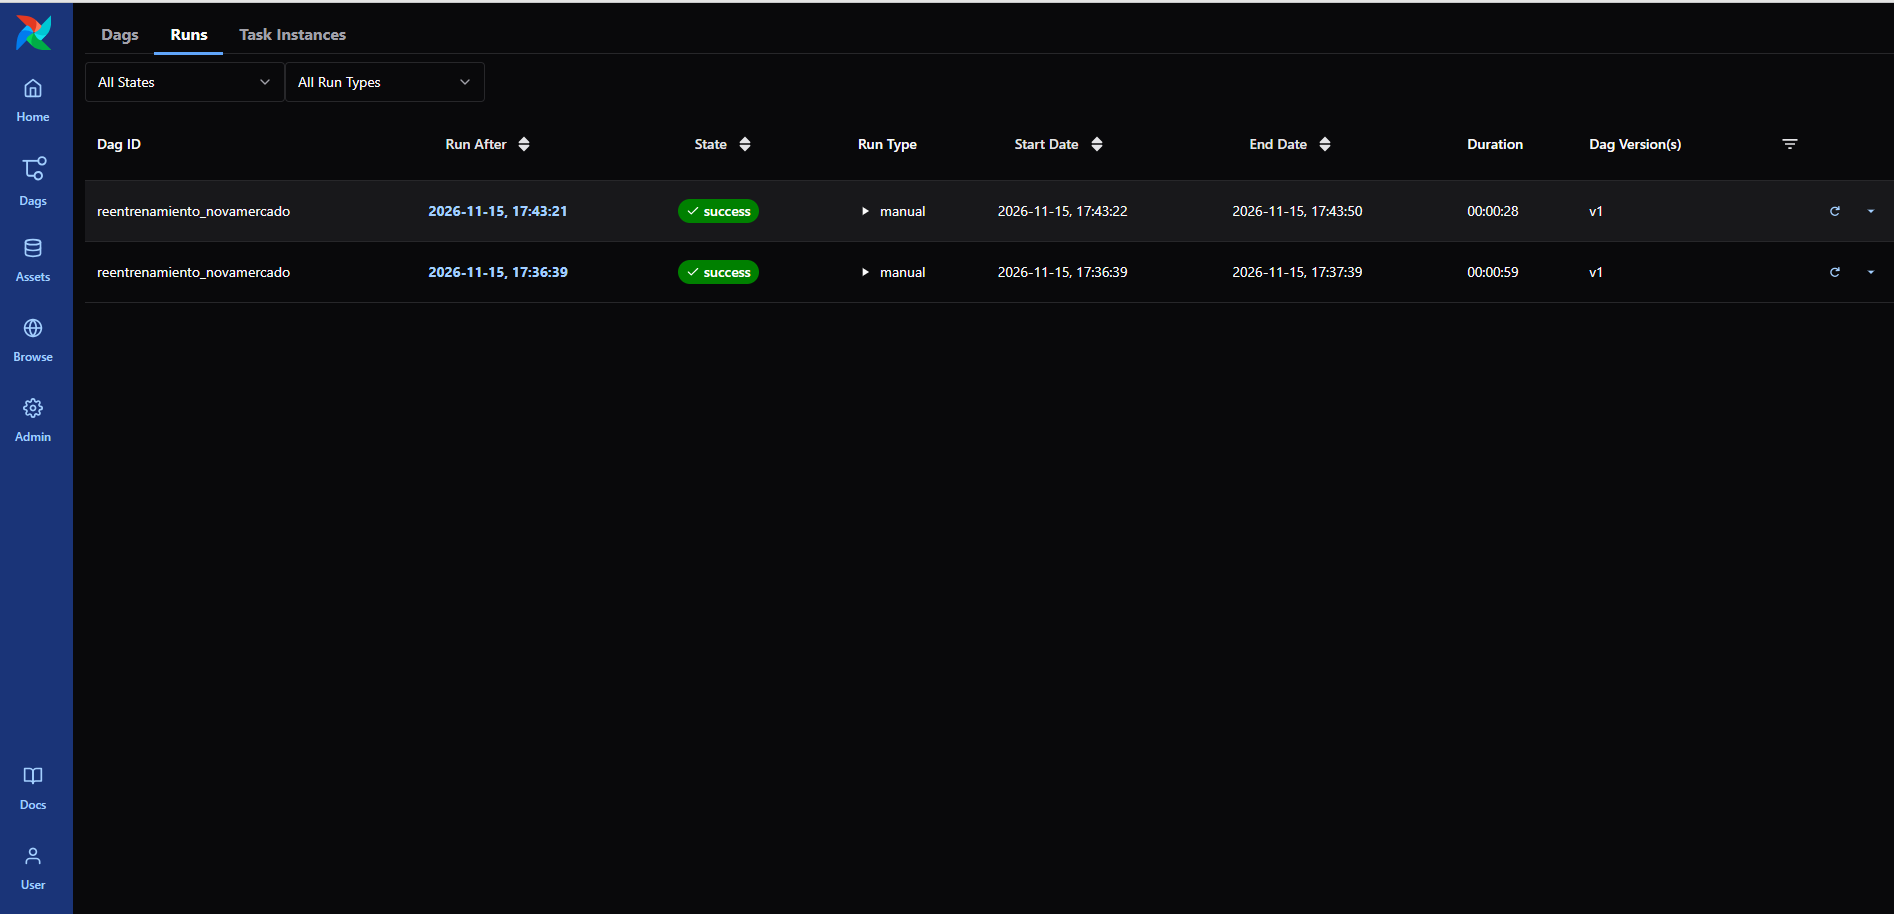 Dags Runs Task Instances
All States All Run Types
Home
Dag ID Run After State Run Type Start Date End Date Duration Dag Version(s)
Dags
reentrenamiento_novamercado 2026-11-15, 17:43:21 success manual 2026-11-15, 17:43:22 2026-11-15, 17:43:50 00:00:28 v1
Assets
reentrenamiento_novamercado 2026-11-15, 17:36:39 success manual 2026-11-15, 17:36:39 2026-11-15, 17:37:39 00:00:59 v1
Browse
Admin
Docs
User